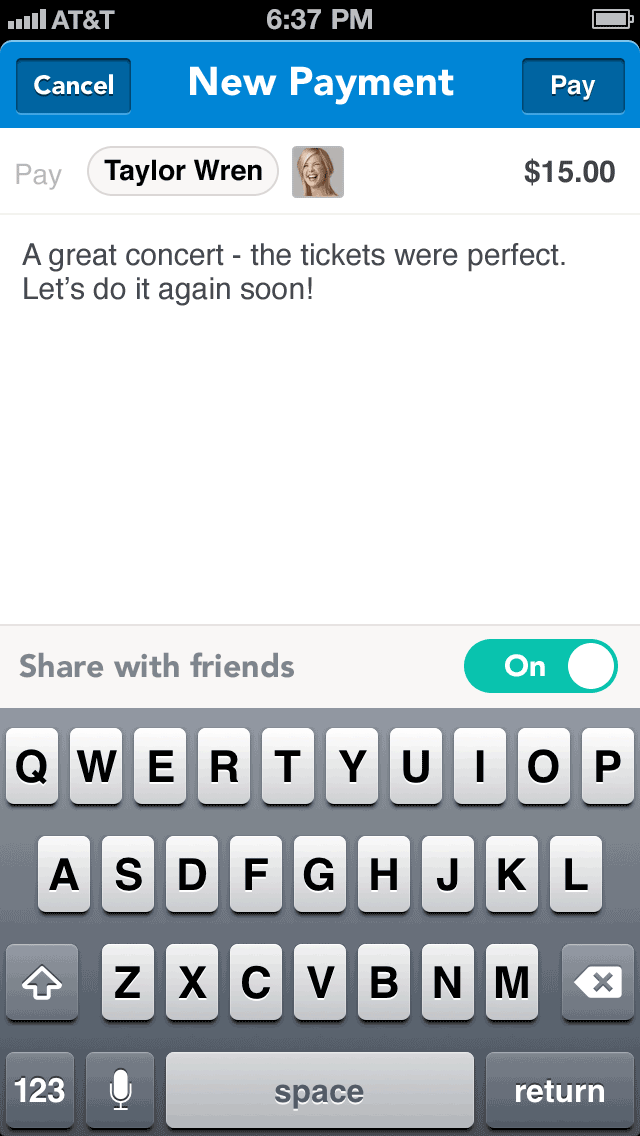 AT&T 6:37 PM
Cancel New Payment Pay
Pay Taylor Wren $15.00
A great concert - the tickets were perfect.
Let’s do it again soon!
Share with friends On
Q W E R T Y U I O P
A S D F G H J K L
Z X C V B N M
123 space return